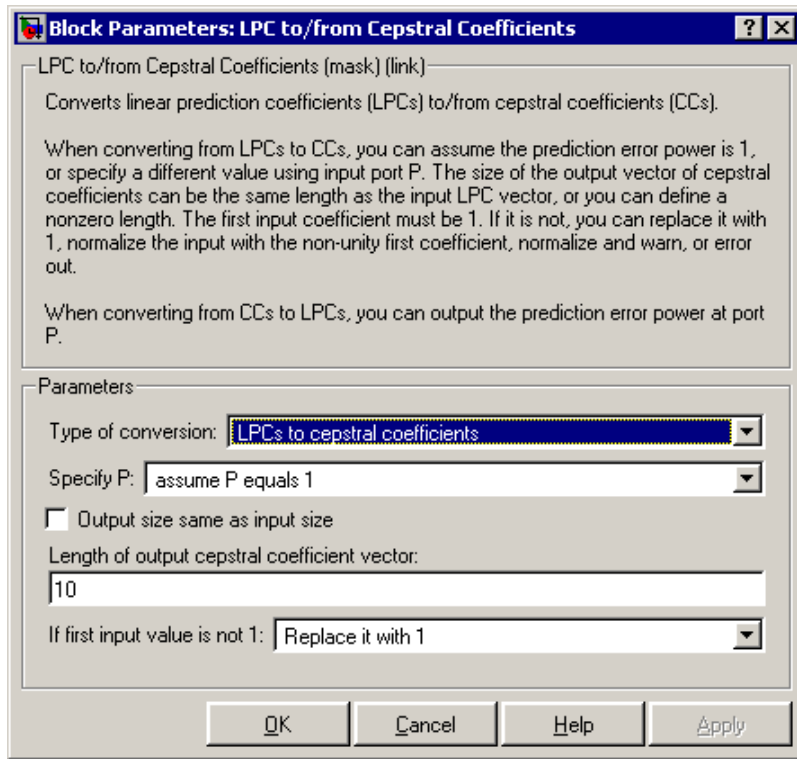 Block Parameters: LPC to/from Cepstral Coefficients
LPC to/from Cepstral Coefficients (mask) (link)
Converts linear prediction coefficients (LPCs) to/from cepstral coefficients (CCs).
When converting from LPCs to CCs, you can assume the prediction error power is 1,
or specify a different value using input port P. The size of the output vector of cepstral
coefficients can be the same length as the input LPC vector, or you can define a
nonzero length. The first input coefficient must be 1. If it is not, you can replace it with
1, normalize the input with the non-unity first coefficient, normalize and warn, or error
out.
When converting from CCs to LPCs, you can output the prediction error power at port
P.
Parameters
Type of conversion: LPCs to cepstral coefficients
Specify P: assume P equals 1
Output size same as input size
Length of output cepstral coefficient vector:
10
If first input value is not 1: Replace it with 1
OK Cancel Help Apply